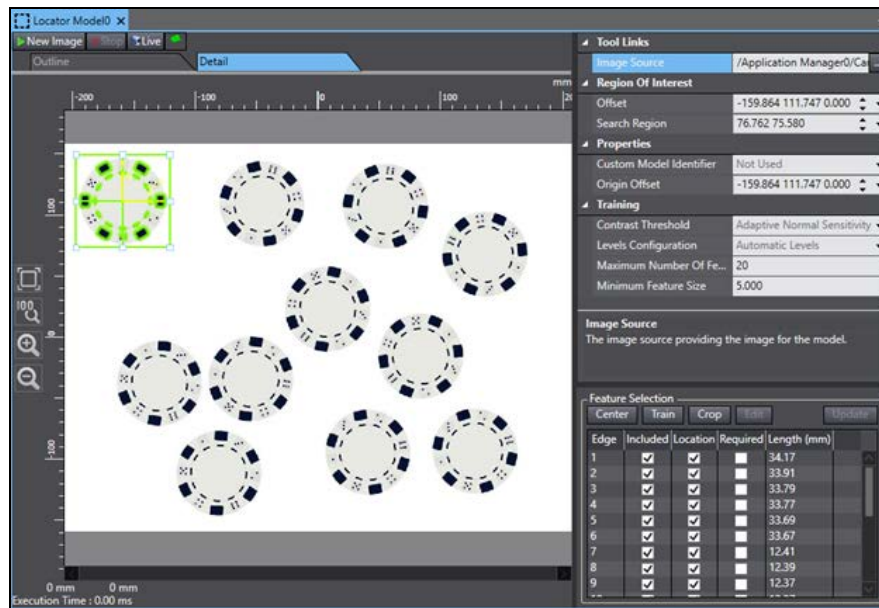 Locator Model0 ×
New Image Stop Live
Outline Detail
mm
-200 -100 0 100
100
0
-100
0 mm 0 mm
Execution Time : 0.00 ms
Tool Links
Image Source /Application Manager0/Ca
Region Of Interest
Offset -159.864 111.747 0.000
Search Region 76.762 75.580
Properties
Custom Model Identifier Not Used
Origin Offset -159.864 111.747 0.000
Training
Contrast Threshold Adaptive Normal Sensitivity
Levels Configuration Automatic Levels
Maximum Number Of Fe... 20
Minimum Feature Size 5.000
Image Source
The image source providing the image for the model.
Feature Selection
Center Train Crop Edit Update
Edge Included Location Required Length (mm)
1 34.17
2 33.91
3 33.79
4 33.77
5 33.69
6 33.67
7 12.41
8 12.39
9 12.37